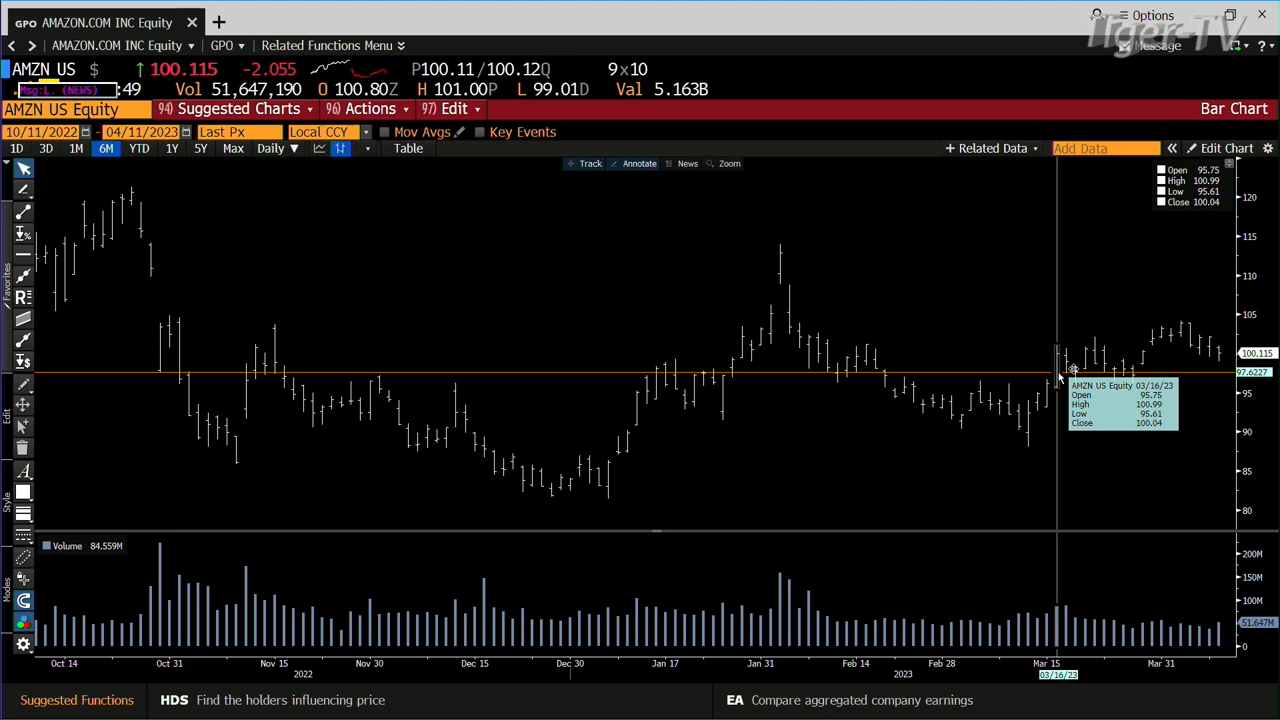 GPO AMAZON.COM INC Equity × +
Options
AMAZON.COM INC Equity GPO Related Functions Menu Message ?
Tiger-TV
AMZN US $ ↑ 100.115 -2.055 P100.11/100.12Q 9x10
Msg:L. (NEWS) :49 Vol 51,647,190 O 100.80Z H 101.00P L 99.01D Val 5.163B
AMZN US Equity 94) Suggested Charts 96) Actions 97) Edit Bar Chart
10/11/2022 - 04/11/2023 Last Px Local CCY Mov Avgs Key Events
1D 3D 1M 6M YTD 1Y 5Y Max Daily ▼ Table + Related Data Add Data « Edit Chart
Track Annotate News Zoom
Open 95.75
High 100.99
Low 95.61
Close 100.04
120
115
110
105
100.115
97.6227
95
90
85
80
AMZN US Equity 03/16/23
Open 95.75
High 100.99
Low 95.61
Close 100.04
Favorites
Edit
Style
Modes
Volume 84.559M
200M
150M
100M
51.647M
0
Oct 14 Oct 31 Nov 15 Nov 30 Dec 15 Dec 30 Jan 17 Jan 31 Feb 14 Feb 28 Mar 15 Mar 31
2022 2023 03/16/23
Suggested Functions HDS Find the holders influencing price EA Compare aggregated company earnings